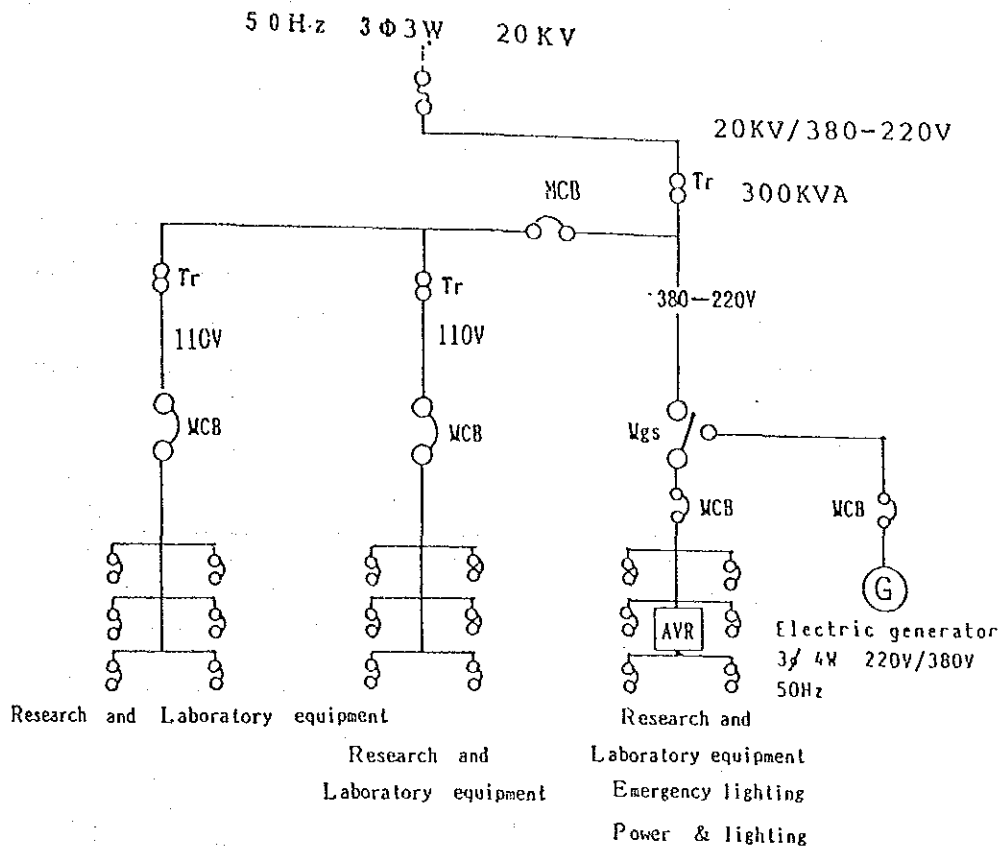 50Hz 3Φ3W 20KV
20KV/380-220V
Tr 300KVA
MCB
Tr
Tr
380-220V
110V
110V
MCB
MCB
Mgs
MCB
MCB
G
AVR
Electric generator
3∮ 4W 220V/380V
50Hz
Research and Laboratory equipment
Research and
Laboratory equipment
Research and
Laboratory equipment
Emergency lighting
Power & lighting